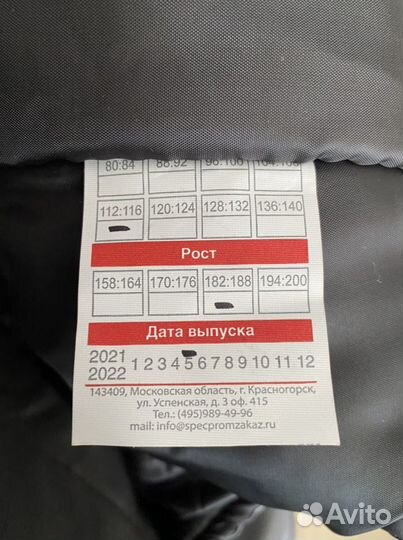 80:84 88:92 96:100 104:108
112:116 120:124 128:132 136:140
Рост
158:164 170:176 182:188 194:200
Дата выпуска
2021
2022 1 2 3 4 5 6 7 8 9 10 11 12
143409, Московская область, г. Красногорск,
ул. Успенская, д. 3 оф. 415
Тел.: (495)989-49-96
mail: info@specpromzakaz.ru
Avito